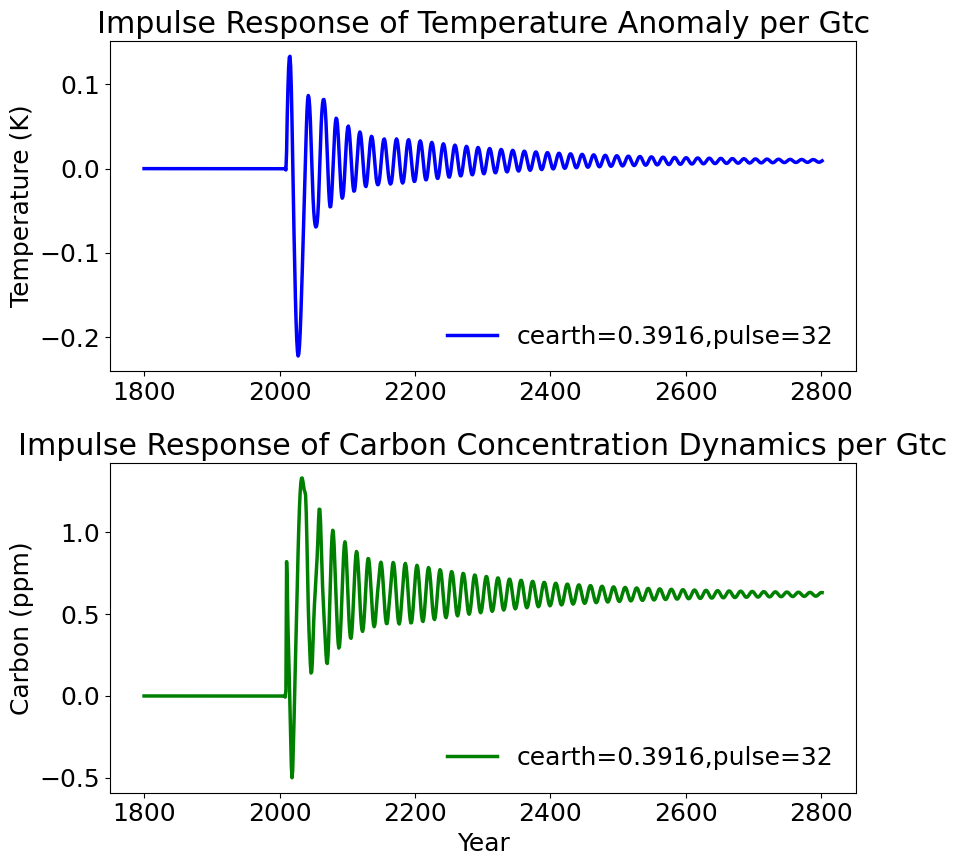 Impulse Response of Temperature Anomaly per Gtc
Temperature (K)
0.1
0.0
−0.1
−0.2
cearth=0.3916,pulse=32
1800 2000 2200 2400 2600 2800
Impulse Response of Carbon Concentration Dynamics per Gtc
Carbon (ppm)
1.0
0.5
0.0
−0.5
cearth=0.3916,pulse=32
1800 2000 2200 2400 2600 2800
Year